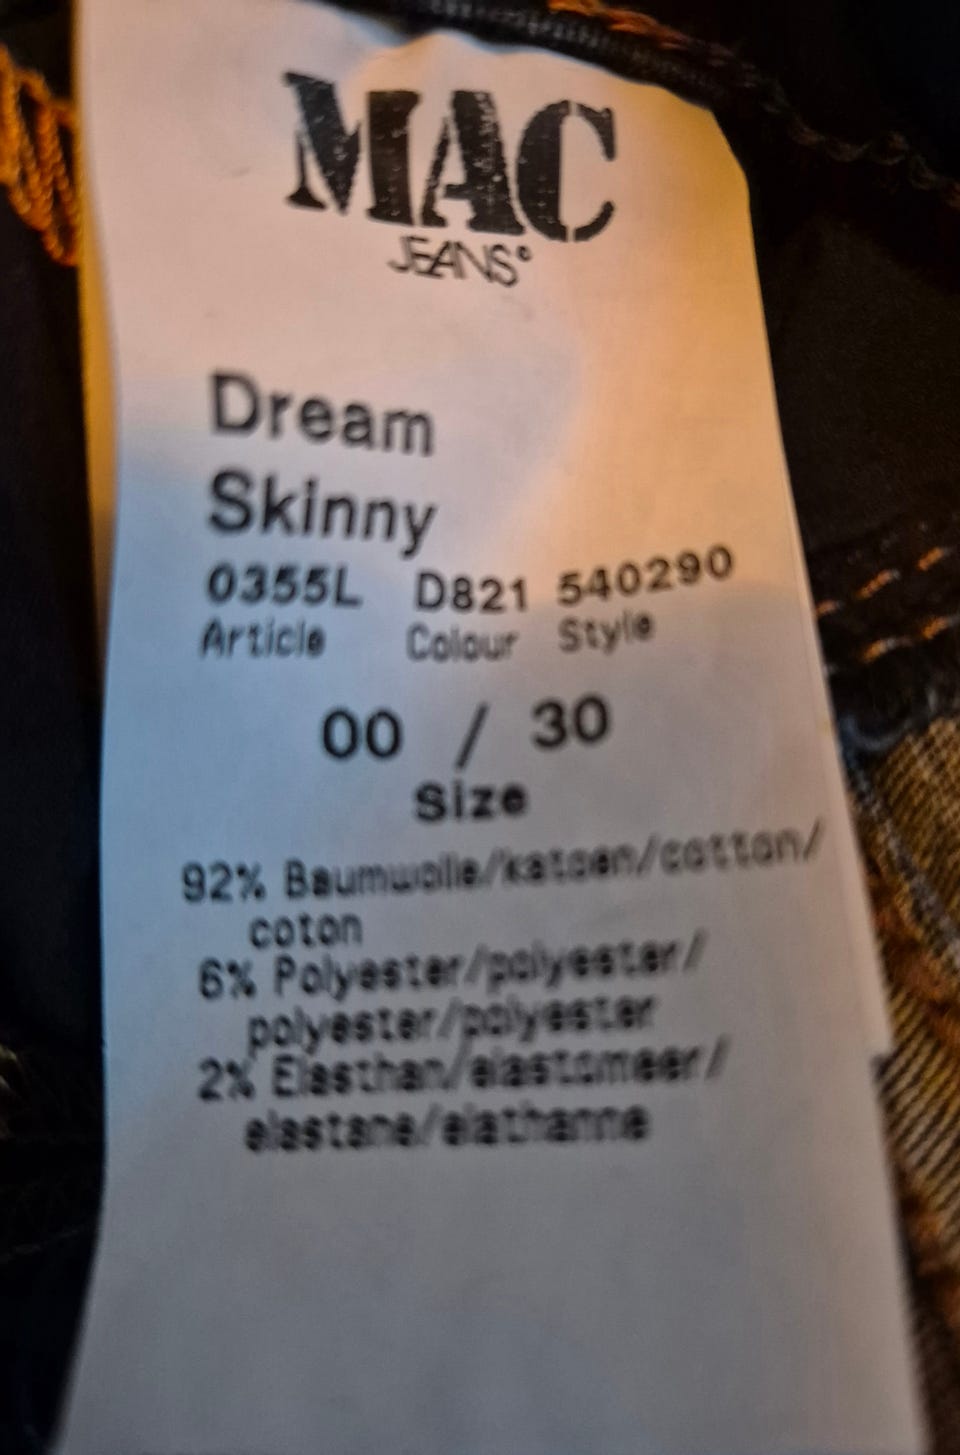 MAC
JEANS®
Dream
Skinny
0355L D821 540290
Article Colour Style
00 / 30
Size
92% Baumwolle/katoen/cotton/
coton
6% Polyester/polyester/
polyester/polyester
2% Elasthan/elastomeer/
elastane/elathanne